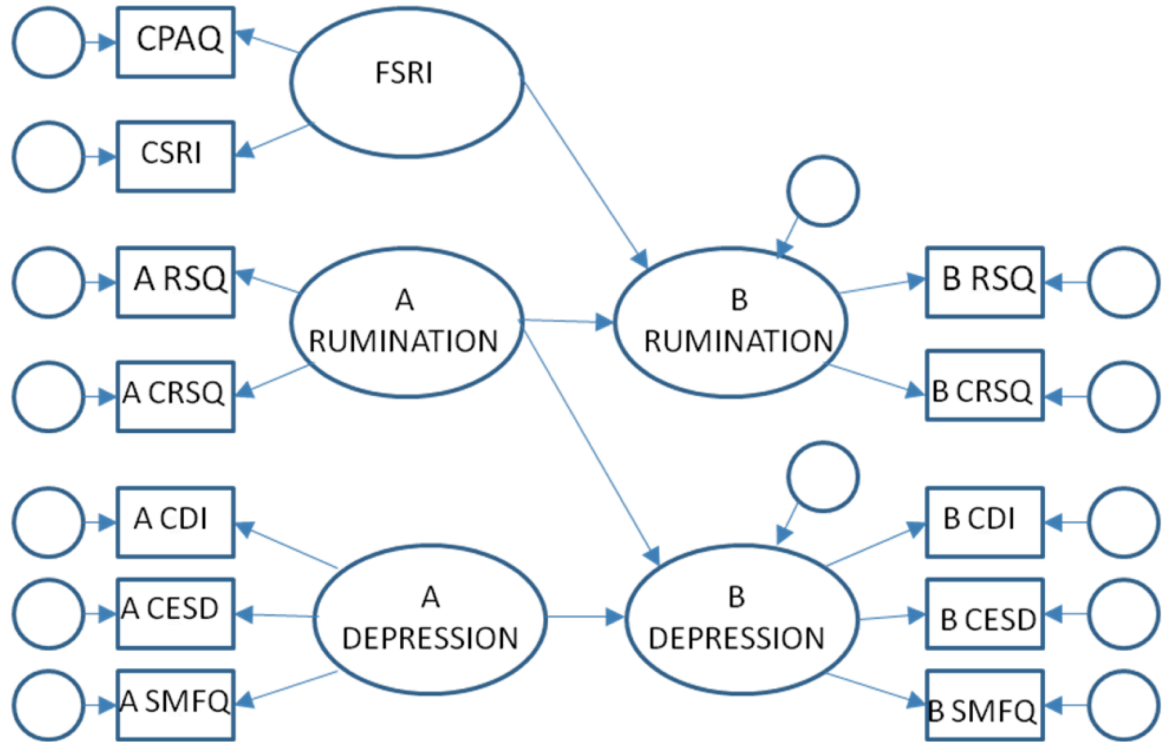 CPAQ
FSRI
CSRI
A RSQ
A
RUMINATION
B
RUMINATION
B RSQ
A CRSQ
B CRSQ
A CDI
B CDI
A CESD
A
DEPRESSION
B
DEPRESSION
B CESD
A SMFQ
B SMFQ